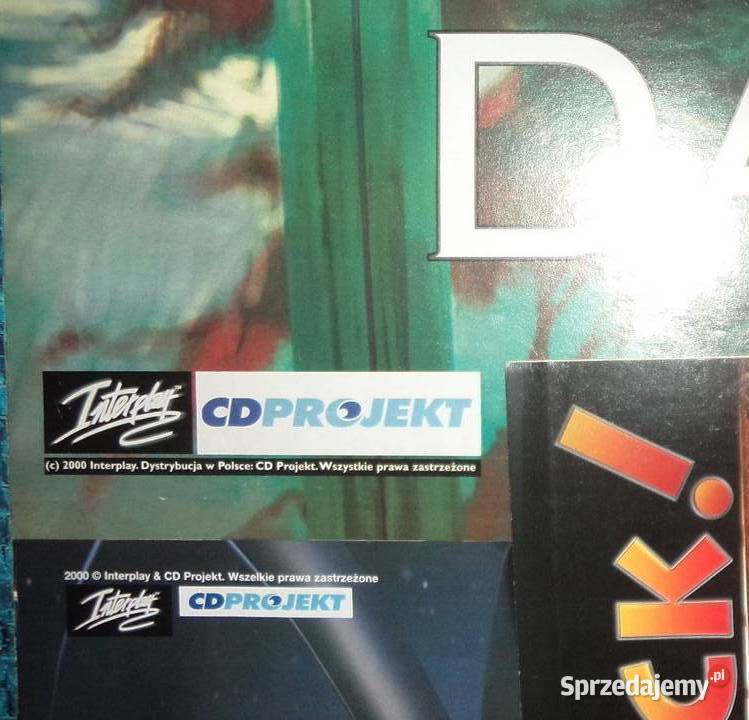 DA
Interplay™ CDPROJEKT
(c) 2000 Interplay. Dystrybucja w Polsce: CD Projekt. Wszystkie prawa zastrzeżone
2000 © Interplay & CD Projekt. Wszelkie prawa zastrzeżone
Interplay CDPROJEKT
CK!
Sprzedajemy.pl